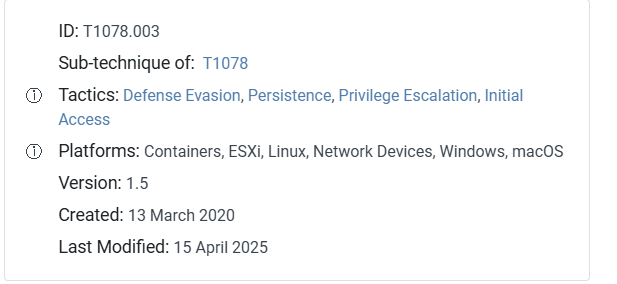 ID: T1078.003
Sub-technique of: T1078
Tactics: Defense Evasion, Persistence, Privilege Escalation, Initial
Access
Platforms: Containers, ESXi, Linux, Network Devices, Windows, macOS
Version: 1.5
Created: 13 March 2020
Last Modified: 15 April 2025